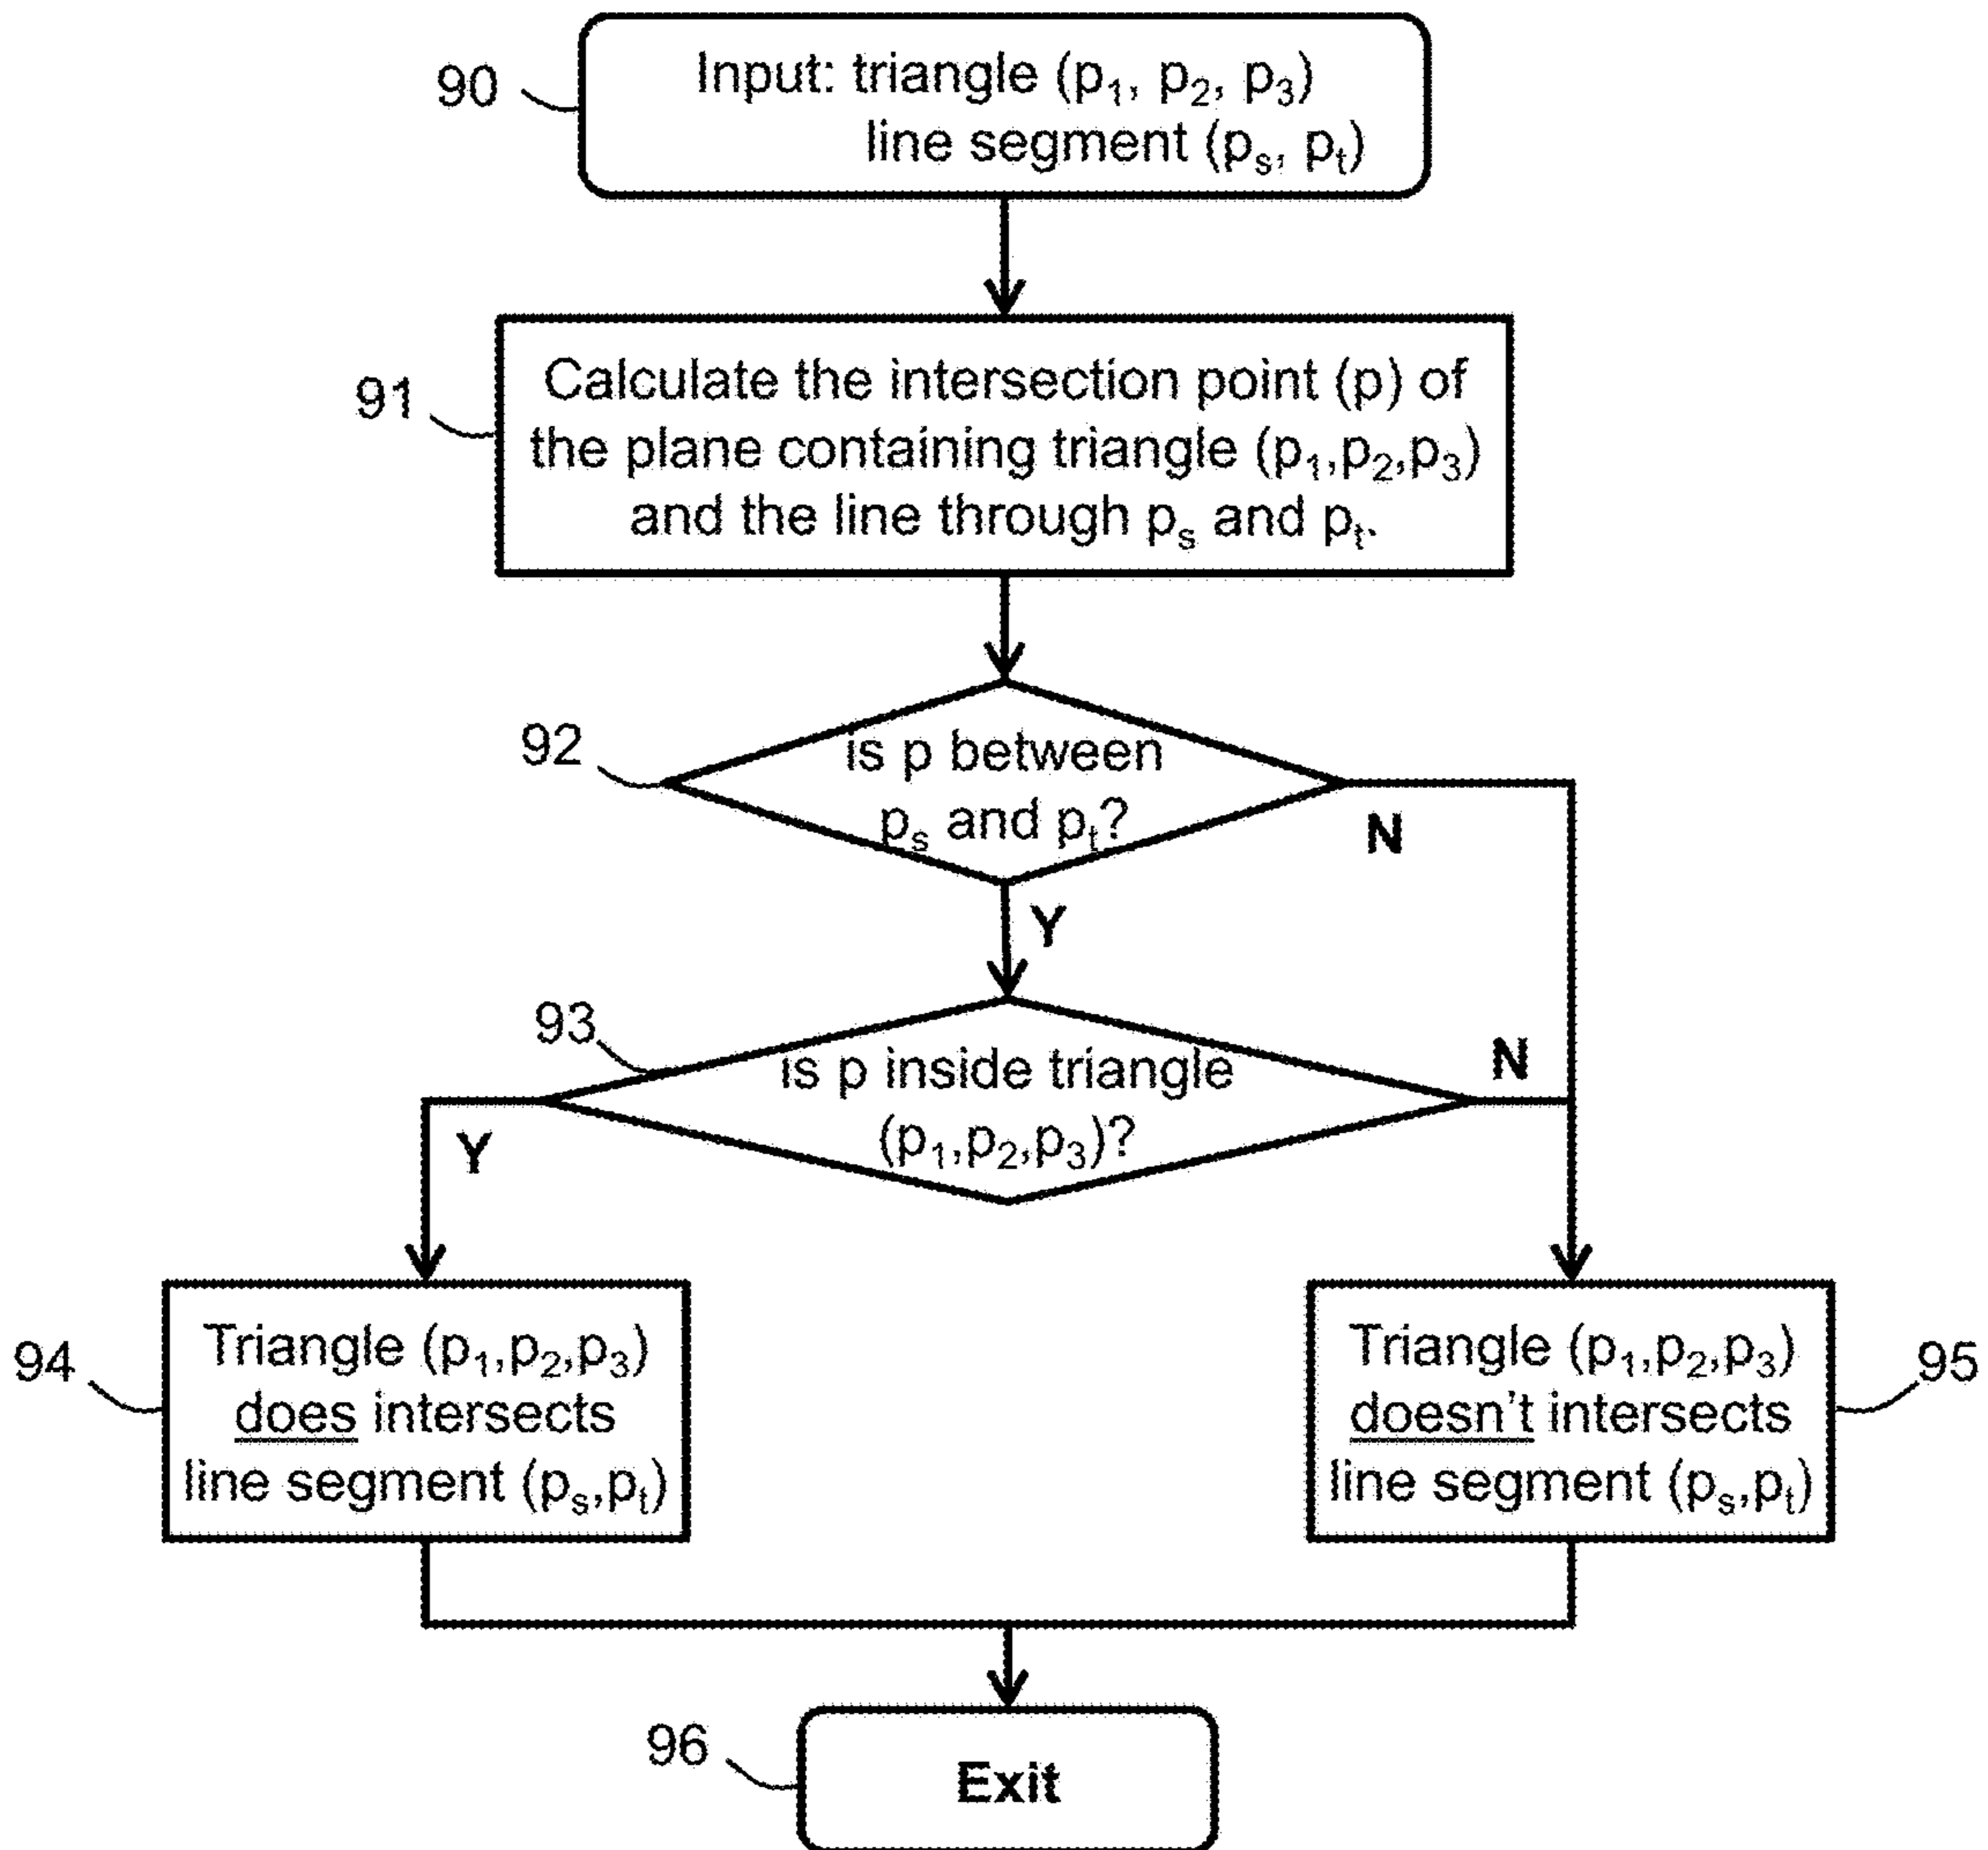 90
Input: triangle (p₁, p₂, p₃)
line segment (pₛ, pₜ)
91
Calculate the intersection point (p) of
the plane containing triangle (p₁,p₂,p₃)
and the line through pₛ and pₜ.
92
is p between
pₛ and pₜ?
N
Y
93
is p inside triangle
(p₁,p₂,p₃)?
N
Y
94
Triangle (p₁,p₂,p₃)
does intersects
line segment (pₛ,pₜ)
Triangle (p₁,p₂,p₃)
doesn't intersects
line segment (pₛ,pₜ)
95
96
Exit